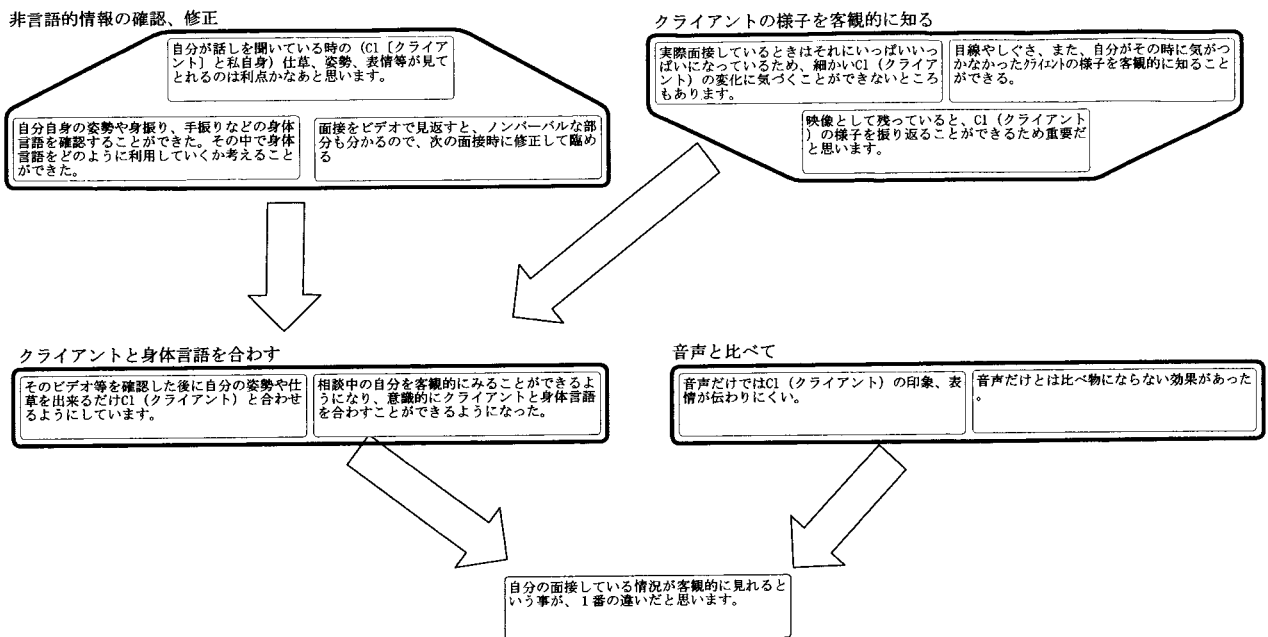 非言語的情報の確認、修正
自分が話しを聞いている時の（Cl［クライア
ント］と私自身）仕草、姿勢、表情等が見て
とれるのは利点かなあと思います。
自分自身の姿勢や身振り、手振りなどの身体
言語を確認することができた。その中で身体
言語をどのように利用していくか考えること
ができた。
面接をビデオで見返すと、ノンバーバルな部
分も分かるので、次の面接時に修正して臨め
る
クライアントの様子を客観的に知る
実際面接しているときはそれにいっぱいいっ
ぱいになっているため、細かいCl（クライア
ント）の変化に気づくことができないところ
もあります。
目線やしぐさ、また、自分がその時に気がつ
かなかったクライエントの様子を客観的に知ること
ができる。
映像として残っていると、Cl（クライアント
）の様子を振り返ることができるため重要だ
と思います。
クライアントと身体言語を合わす
そのビデオ等を確認した後に自分の姿勢や仕
草を出来るだけCl（クライアント）と合わせ
るようにしています。
相談中の自分を客観的にみることができるよ
うになり、意識的にクライアントと身体言語
を合わすことができるようになった。
音声と比べて
音声だけではCl（クライアント）の印象、表
情が伝わりにくい。
音声だけとは比べ物にならない効果があった
。
自分の面接している情況が客観的に見れると
いう事が、１番の違いだと思います。